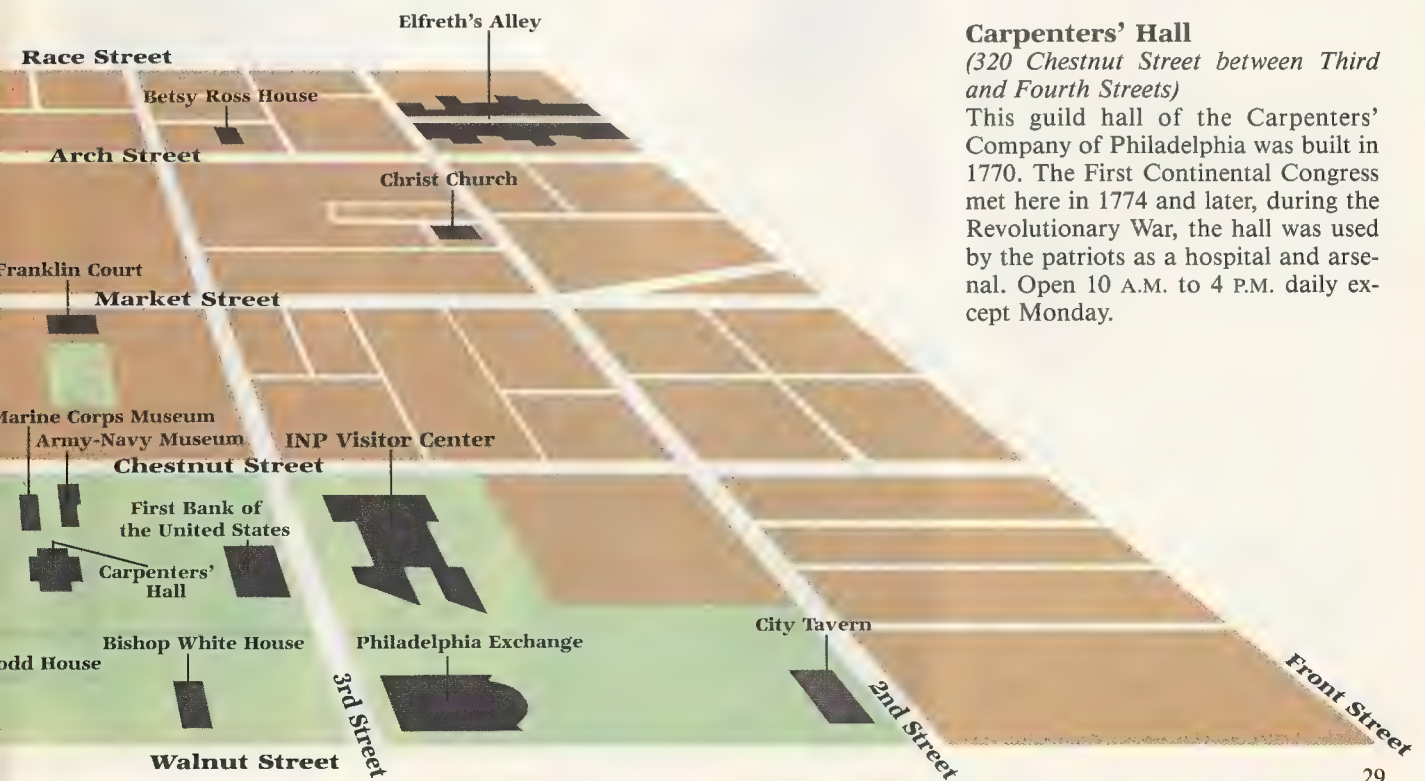 Elfreth's Alley
Race Street
Betsy Ross House
Arch Street
Christ Church
Franklin Court
Market Street
Marine Corps Museum
Army-Navy Museum
INP Visitor Center
Chestnut Street
First Bank of
the United States
Carpenters'
Hall
Bishop White House
Philadelphia Exchange
City Tavern
odd House
3rd Street
2nd Street
Front Street
Walnut Street
Carpenters' Hall
(320 Chestnut Street between Third
and Fourth Streets)
This guild hall of the Carpenters'
Company of Philadelphia was built in
1770. The First Continental Congress
met here in 1774 and later, during the
Revolutionary War, the hall was used
by the patriots as a hospital and arse-
nal. Open 10 A.M. to 4 P.M. daily ex-
cept Monday.
29